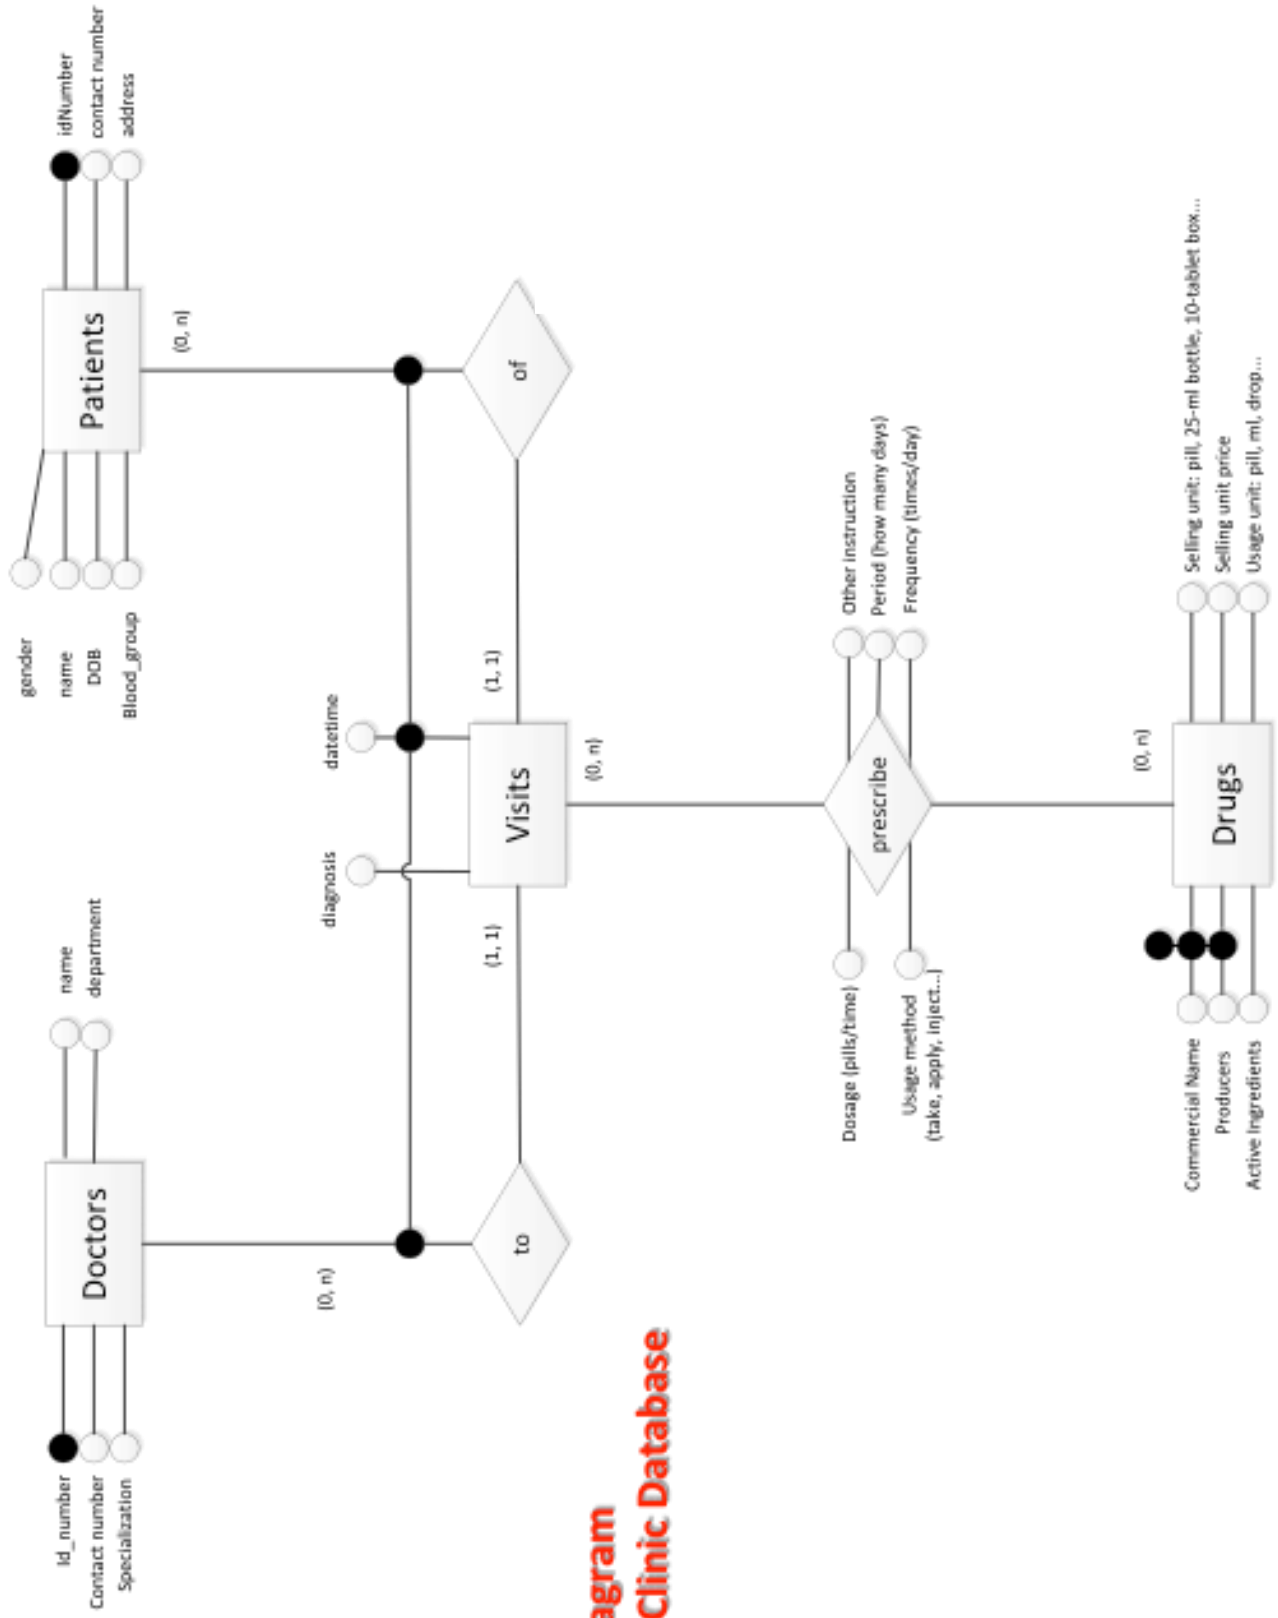 agram
Clinic Database
Id_number
Contact number
Specialization
Doctors
name
department
gender
name
DOB
Blood_group
Patients
idNumber
contact number
address
(0, n)
(0, n)
diagnosis
datetime
to
(1, 1)
Visits
(1, 1)
of
(0, n)
Dosage (pills/time)
Usage method
(take, apply, inject...)
prescribe
Other instruction
Period (how many days)
Frequency (times/day)
(0, n)
Commercial Name
Producers
Active Ingredients
Drugs
Selling unit: pill, 25-ml bottle, 10-tablet box...
Selling unit price
Usage unit: pill, ml, drop...